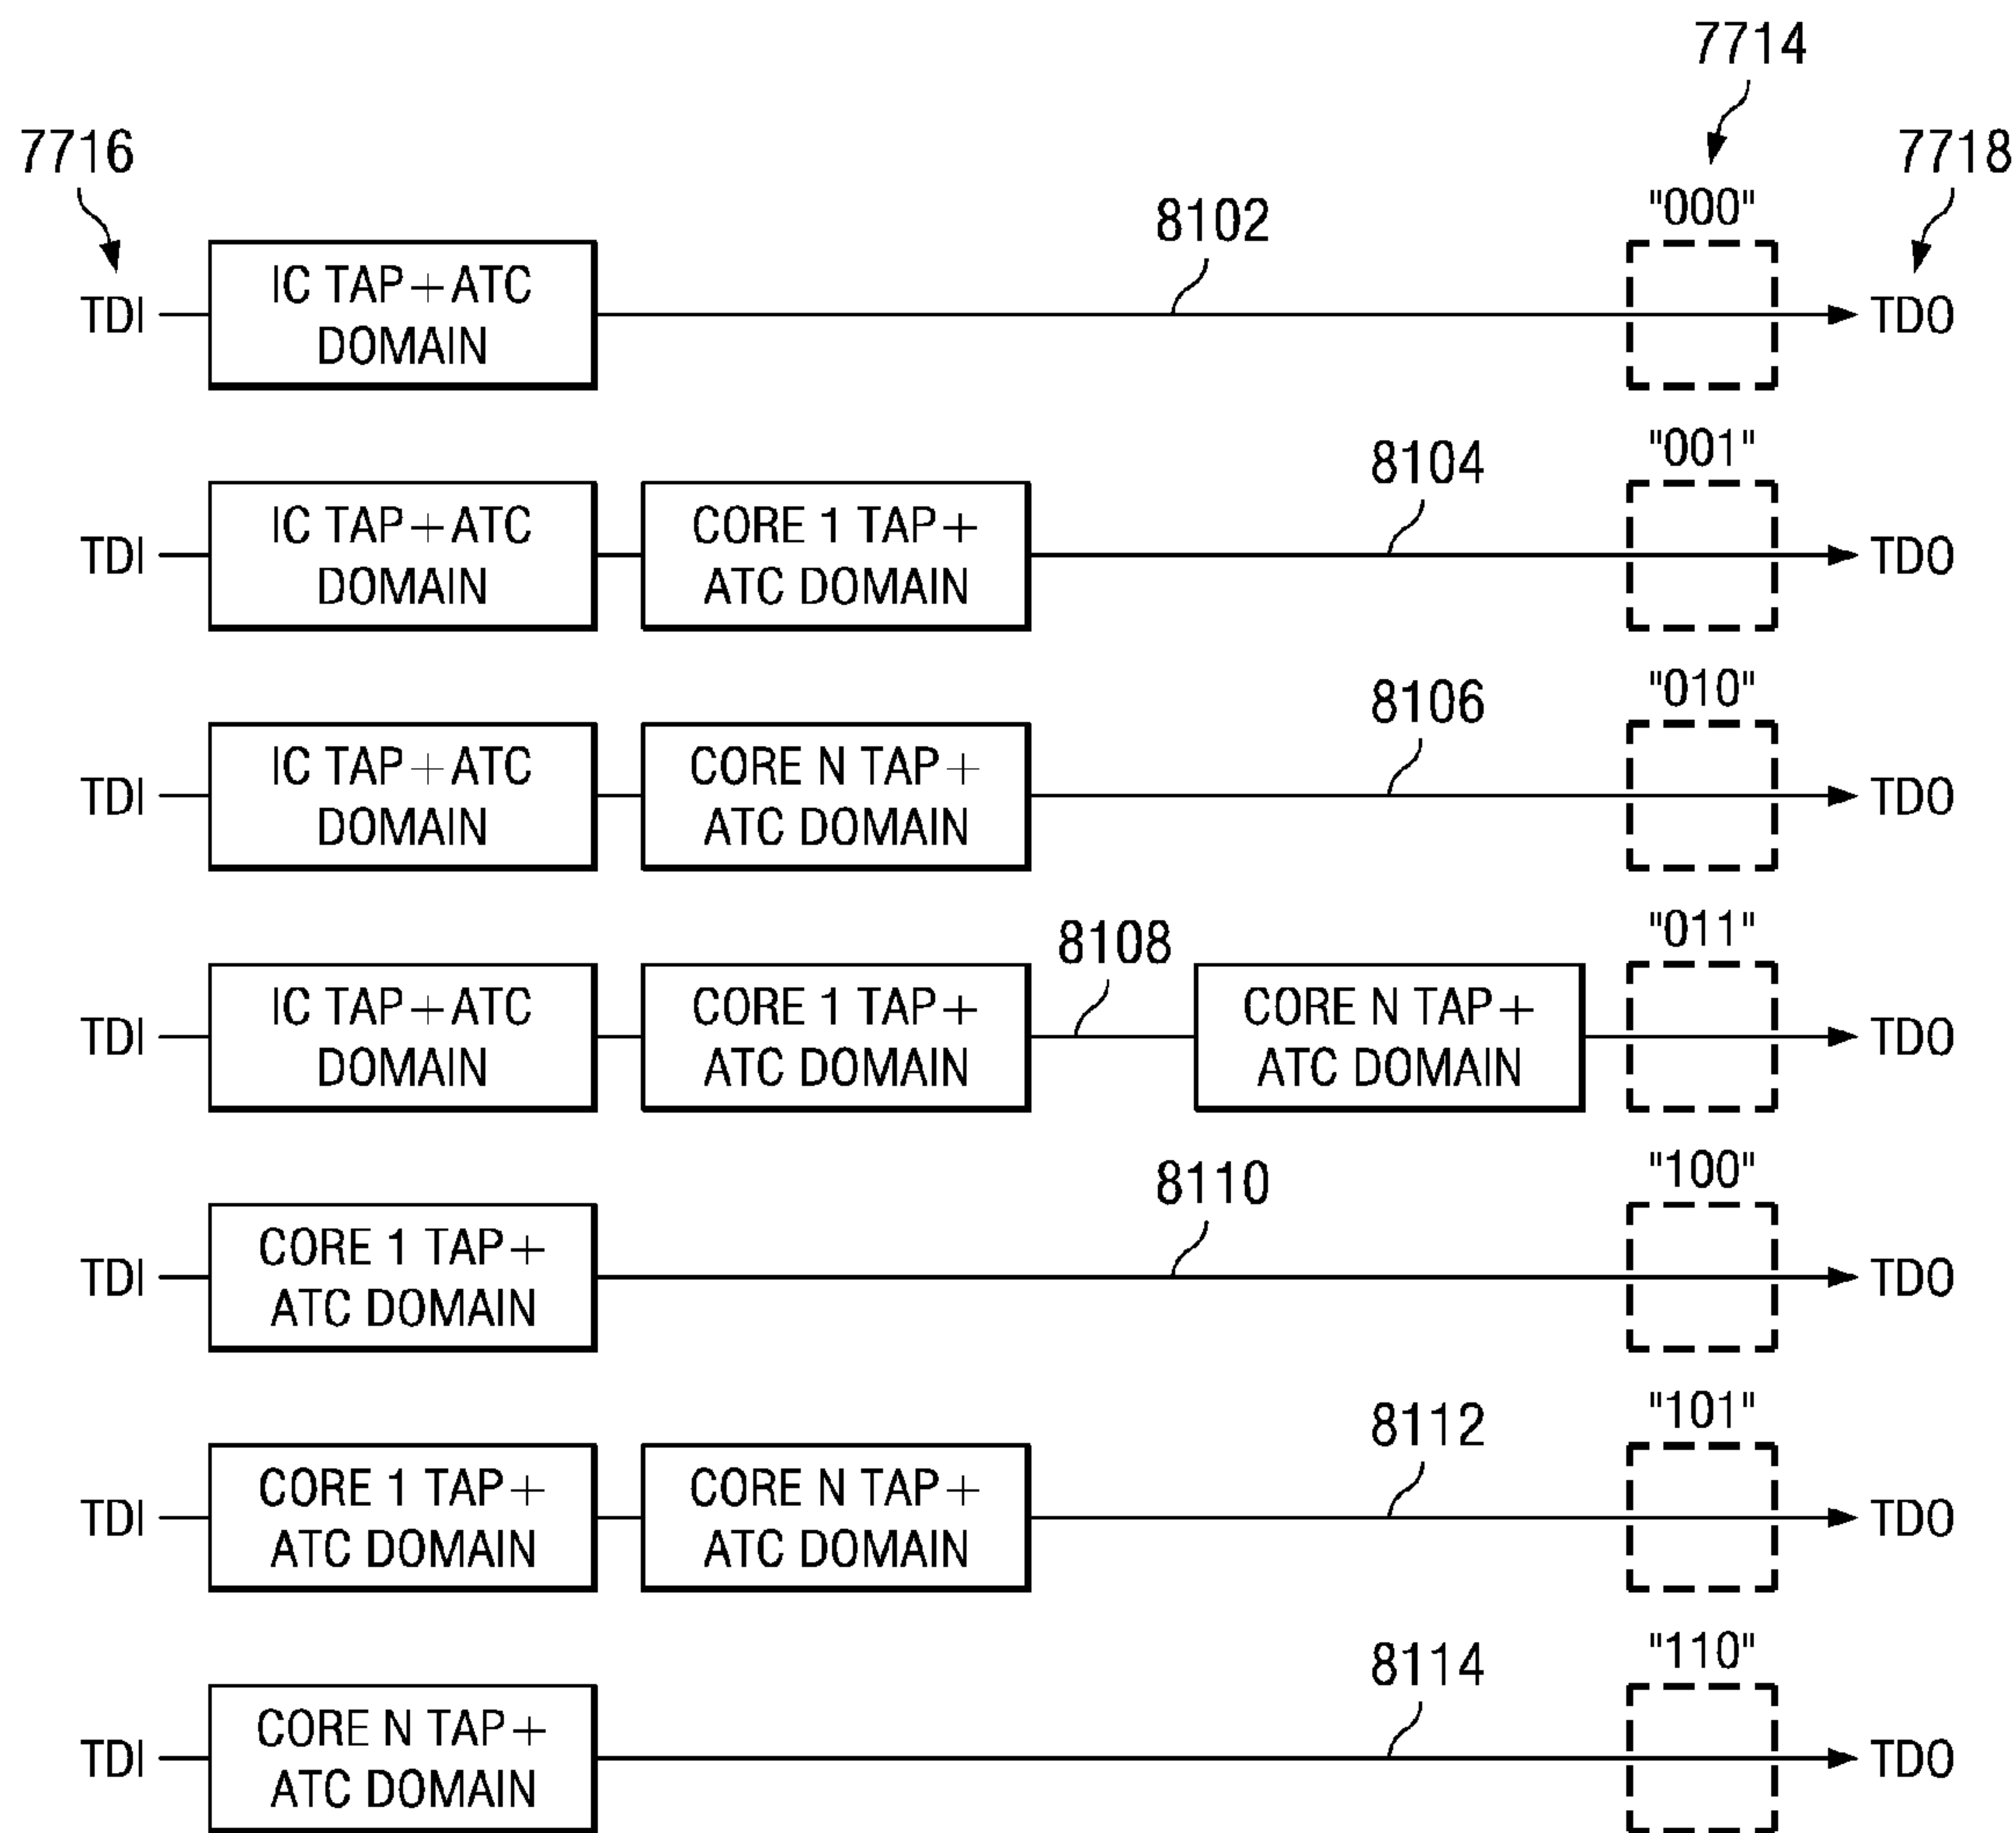 7714
7716
7718
"000"
8102
TDI
IC TAP+ATC
DOMAIN
TDO
"001"
8104
TDI
IC TAP+ATC
DOMAIN
CORE 1 TAP+
ATC DOMAIN
TDO
"010"
8106
TDI
IC TAP+ATC
DOMAIN
CORE N TAP+
ATC DOMAIN
TDO
"011"
8108
TDI
IC TAP+ATC
DOMAIN
CORE 1 TAP+
ATC DOMAIN
CORE N TAP+
ATC DOMAIN
TDO
"100"
8110
TDI
CORE 1 TAP+
ATC DOMAIN
TDO
"101"
8112
TDI
CORE 1 TAP+
ATC DOMAIN
CORE N TAP+
ATC DOMAIN
TDO
"110"
8114
TDI
CORE N TAP+
ATC DOMAIN
TDO